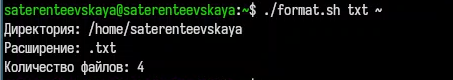 saterenteevskaya@saterenteevskaya:~$ ./format.sh txt ~
Директория: /home/saterenteevskaya
Расширение: .txt
Количество файлов: 4